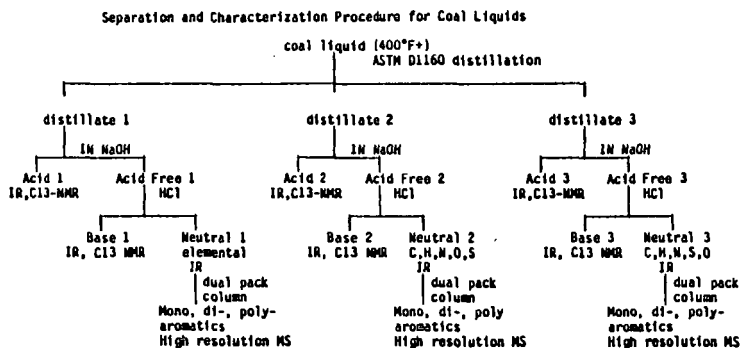 Separation and Characterization Procedure for Coal Liquids
coal liquid (400°F+)
ASTM D1160 distillation
distillate 1
distillate 2
distillate 3
1N NaOH
1N NaOH
1N NaOH
Acid 1
IR,C13-NMR
Acid Free 1
HCl
Acid 2
IR,C13-NMR
Acid Free 2
HCl
Acid 3
IR,C13-NMR
Acid Free 3
HCl
Base 1
IR, C13 NMR
Neutral 1
elemental
IR
Base 2
IR, C13 NMR
Neutral 2
C,H,N,O,S
IR
Base 3
IR, C13 NMR
Neutral 3
C,H,N,S,O
IR
dual pack
column
dual pack
column
dual pack
column
Mono, di-, poly-
aromatics
High resolution MS
Mono, di-, poly
aromatics
High resolution MS
Mono, di-, poly-
aromatics
High resolution MS